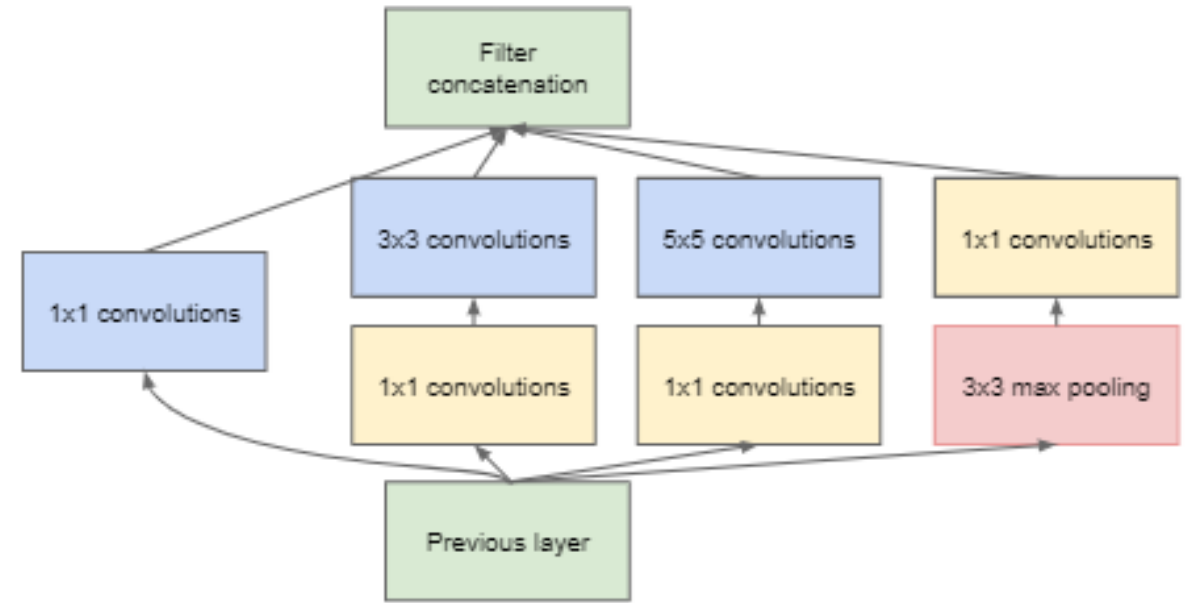 Filter
concatenation
3x3 convolutions
5x5 convolutions
1x1 convolutions
1x1 convolutions
1x1 convolutions
1x1 convolutions
3x3 max pooling
Previous layer